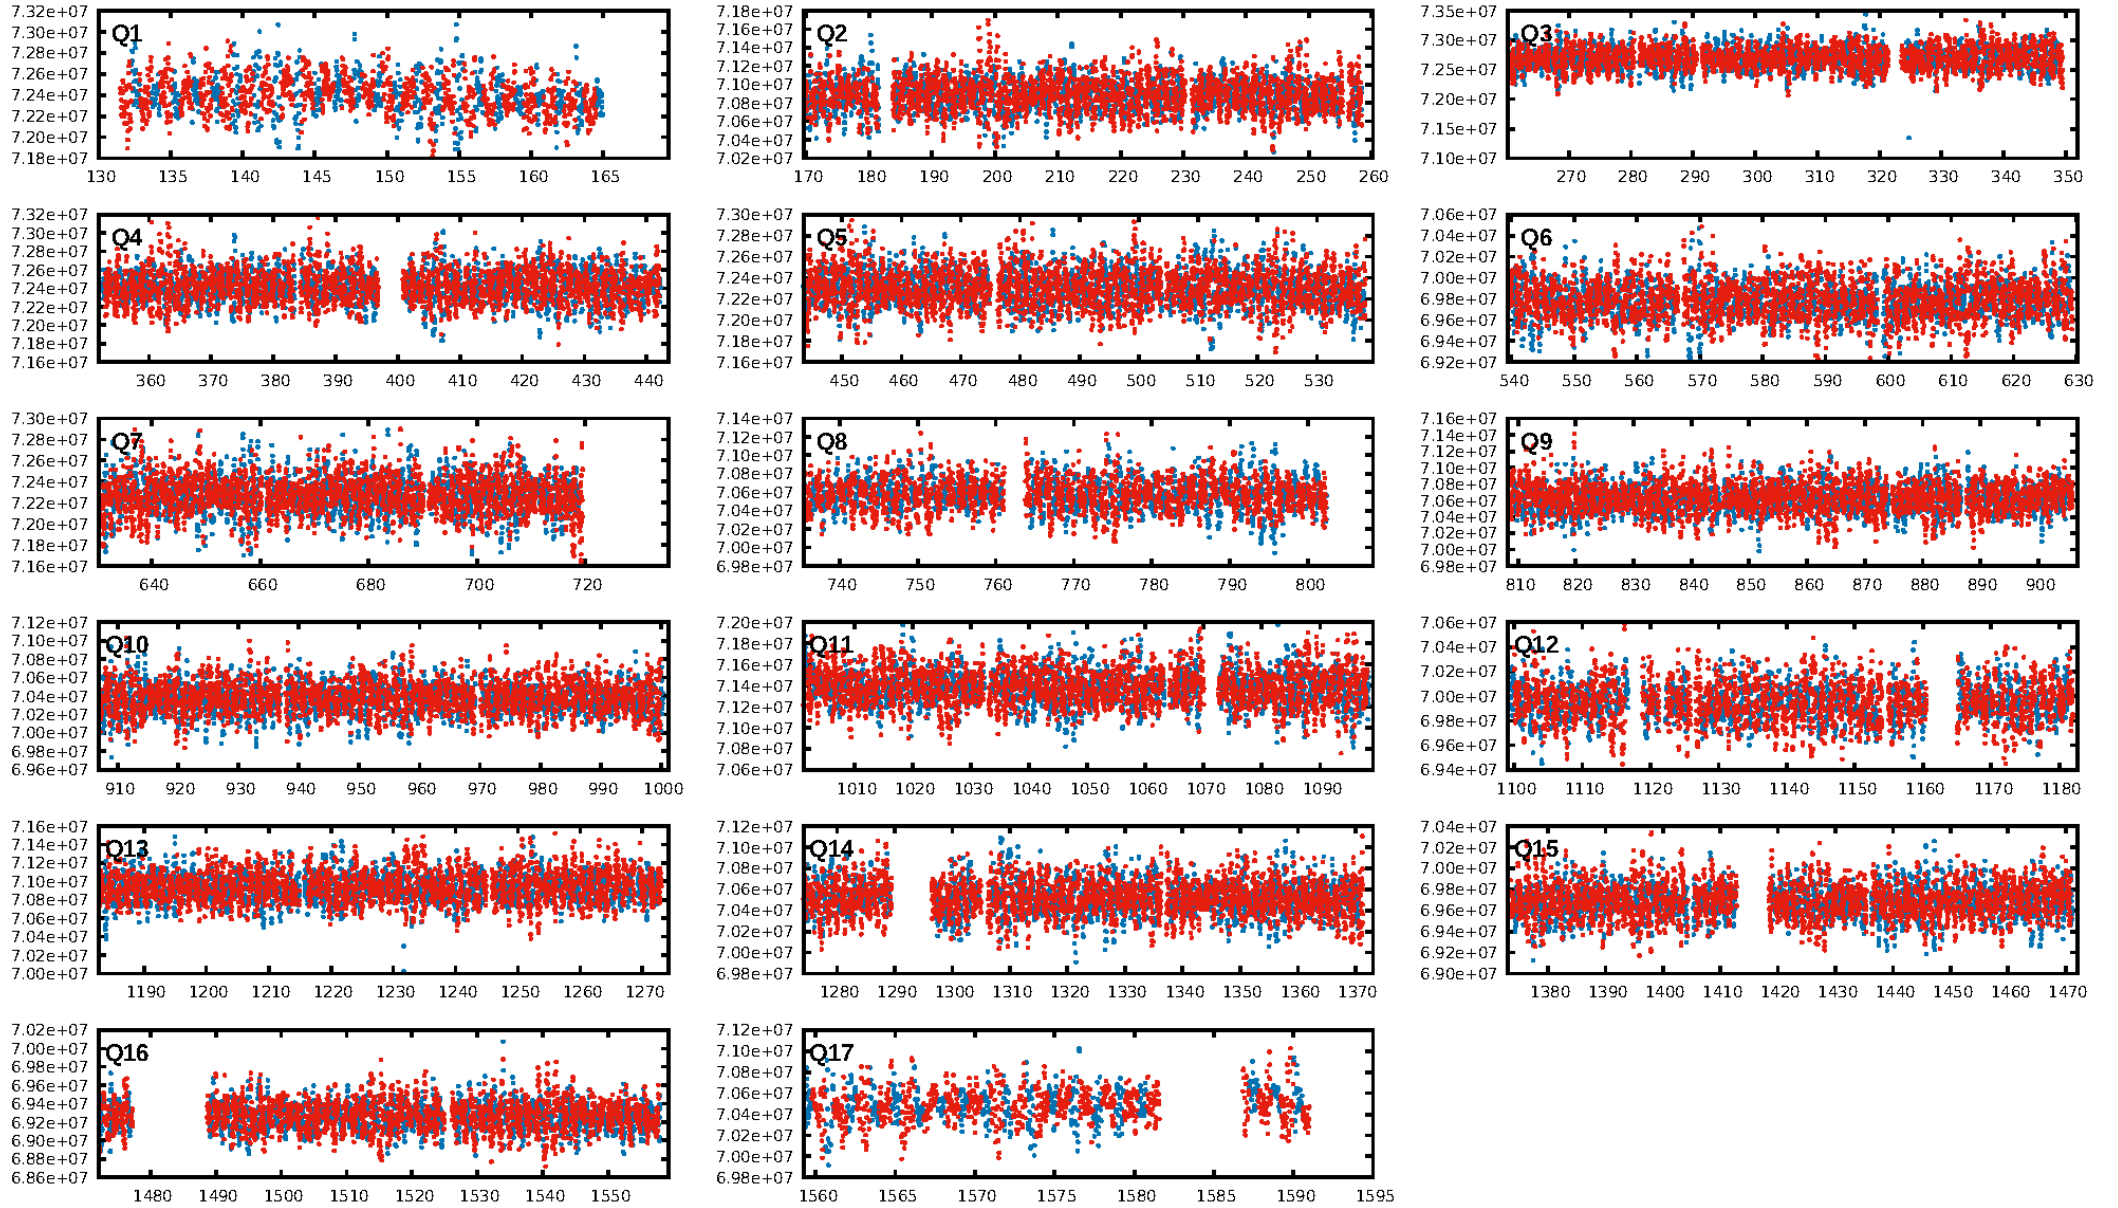 7.32e+07
7.30e+07
7.28e+07
7.26e+07
7.24e+07
7.22e+07
7.20e+07
7.18e+07
Q1
130 135 140 145 150 155 160 165
7.18e+07
7.16e+07
7.14e+07
7.12e+07
7.10e+07
7.08e+07
7.06e+07
7.04e+07
7.02e+07
Q2
170 180 190 200 210 220 230 240 250 260
7.35e+07
7.30e+07
7.25e+07
7.20e+07
7.15e+07
7.10e+07
Q3
270 280 290 300 310 320 330 340 350
7.32e+07
7.30e+07
7.28e+07
7.26e+07
7.24e+07
7.22e+07
7.20e+07
7.18e+07
7.16e+07
Q4
360 370 380 390 400 410 420 430 440
7.30e+07
7.28e+07
7.26e+07
7.24e+07
7.22e+07
7.20e+07
7.18e+07
7.16e+07
Q5
450 460 470 480 490 500 510 520 530
7.06e+07
7.04e+07
7.02e+07
7.00e+07
6.98e+07
6.96e+07
6.94e+07
6.92e+07
Q6
540 550 560 570 580 590 600 610 620 630
7.30e+07
7.28e+07
7.26e+07
7.24e+07
7.22e+07
7.20e+07
7.18e+07
7.16e+07
Q7
640 660 680 700 720
7.14e+07
7.12e+07
7.10e+07
7.08e+07
7.06e+07
7.04e+07
7.02e+07
7.00e+07
6.98e+07
Q8
740 750 760 770 780 790 800
7.16e+07
7.14e+07
7.12e+07
7.10e+07
7.08e+07
7.06e+07
7.04e+07
7.02e+07
7.00e+07
6.98e+07
Q9
810 820 830 840 850 860 870 880 890 900
7.12e+07
7.10e+07
7.08e+07
7.06e+07
7.04e+07
7.02e+07
7.00e+07
6.98e+07
6.96e+07
Q10
910 920 930 940 950 960 970 980 990 1000
7.20e+07
7.18e+07
7.16e+07
7.14e+07
7.12e+07
7.10e+07
7.08e+07
7.06e+07
Q11
1010 1020 1030 1040 1050 1060 1070 1080 1090
7.06e+07
7.04e+07
7.02e+07
7.00e+07
6.98e+07
6.96e+07
6.94e+07
Q12
1100 1110 1120 1130 1140 1150 1160 1170 1180
7.16e+07
7.14e+07
7.12e+07
7.10e+07
7.08e+07
7.06e+07
7.04e+07
7.02e+07
7.00e+07
Q13
1190 1200 1210 1220 1230 1240 1250 1260 1270
7.12e+07
7.10e+07
7.08e+07
7.06e+07
7.04e+07
7.02e+07
7.00e+07
6.98e+07
Q14
1280 1290 1300 1310 1320 1330 1340 1350 1360 1370
7.04e+07
7.02e+07
7.00e+07
6.98e+07
6.96e+07
6.94e+07
6.92e+07
6.90e+07
Q15
1380 1390 1400 1410 1420 1430 1440 1450 1460 1470
7.02e+07
7.00e+07
6.98e+07
6.96e+07
6.94e+07
6.92e+07
6.90e+07
6.88e+07
6.86e+07
Q16
1480 1490 1500 1510 1520 1530 1540 1550
7.12e+07
7.10e+07
7.08e+07
7.06e+07
7.04e+07
7.02e+07
7.00e+07
6.98e+07
Q17
1560 1565 1570 1575 1580 1585 1590 1595